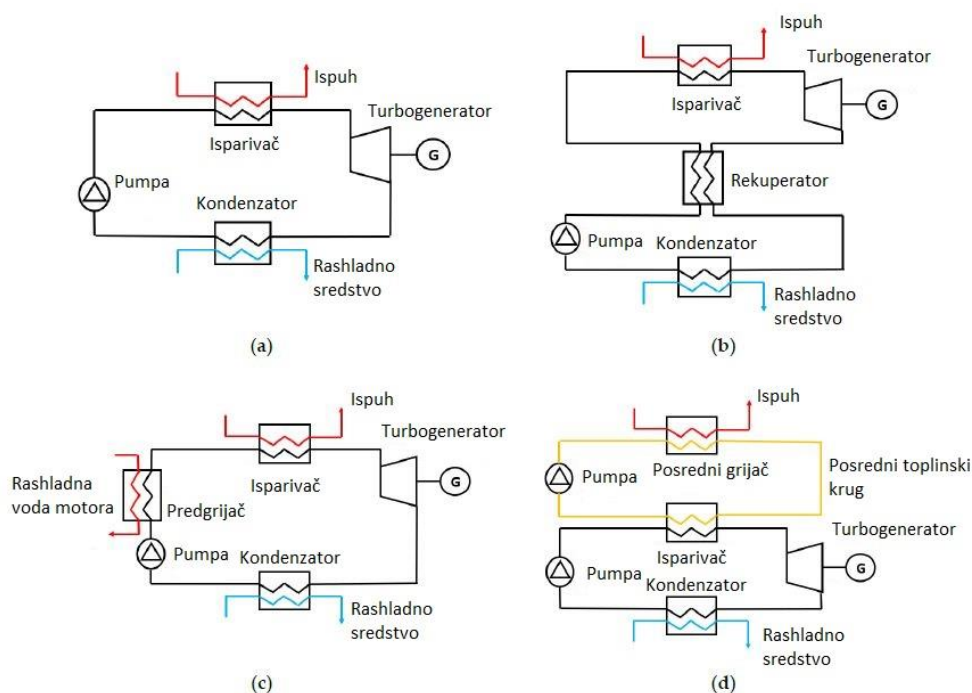 Ispuh
Turbogenerator
Isparivač
G
Pumpa
Kondenzator
Rashladno
sredstvo
(a)
Ispuh
Turbogenerator
Isparivač
G
Rekuperator
Pumpa
Kondenzator
Rashladno
sredstvo
(b)
Ispuh
Turbogenerator
Isparivač
G
Rashladna
voda motora
Predgrijač
Pumpa
Kondenzator
Rashladno
sredstvo
(c)
Ispuh
Posredni grijač
Pumpa
Posredni toplinski
krug
Turbogenerator
Isparivač
G
Pumpa
Kondenzator
Rashladno
sredstvo
(d)